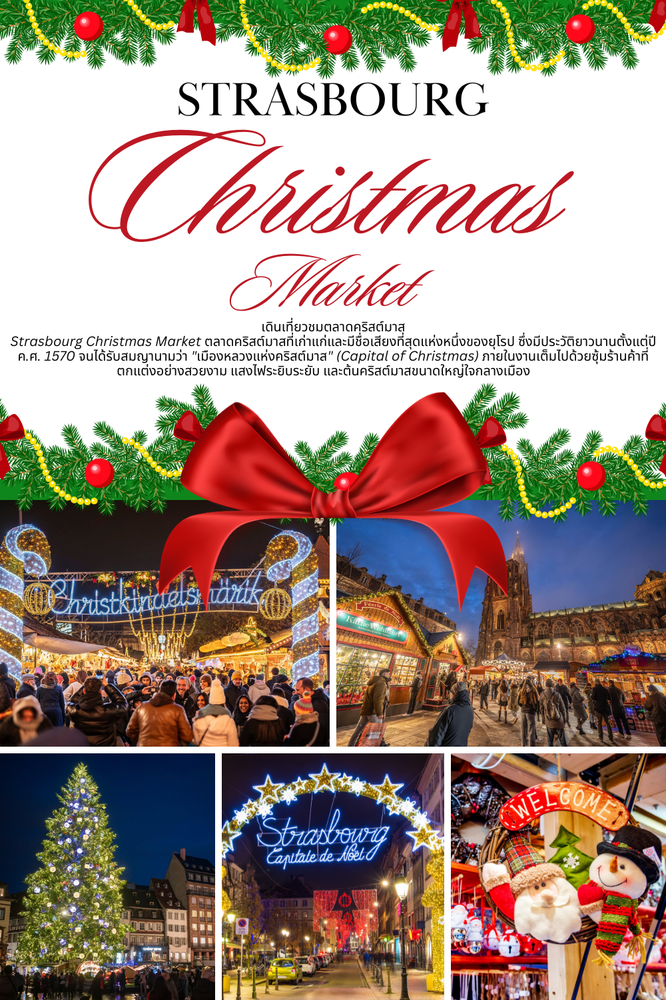 STRASBOURG
Christmas
Market
เดินเที่ยวชมตลาดคริสต์มาส
Strasbourg Christmas Market ตลาดคริสต์มาสที่เก่าแก่และมีชื่อเสียงที่สุดแห่งหนึ่งของยุโรป ซึ่งมีประวัติยาวนานตั้งแต่ปี
ค.ศ. 1570 จนได้รับสมญานามว่า "เมืองหลวงแห่งคริสต์มาส" (Capital of Christmas) ภายในงานเต็มไปด้วยซุ้มร้านค้าที่
ตกแต่งอย่างสวยงาม แสงไฟระยิบระยับ และต้นคริสต์มาสขนาดใหญ่ใจกลางเมือง
Christkindelsmärik
Féerie de Noël
Käthe Wohlfahrt
Strasbourg
Capitale de Noël
WELCOME